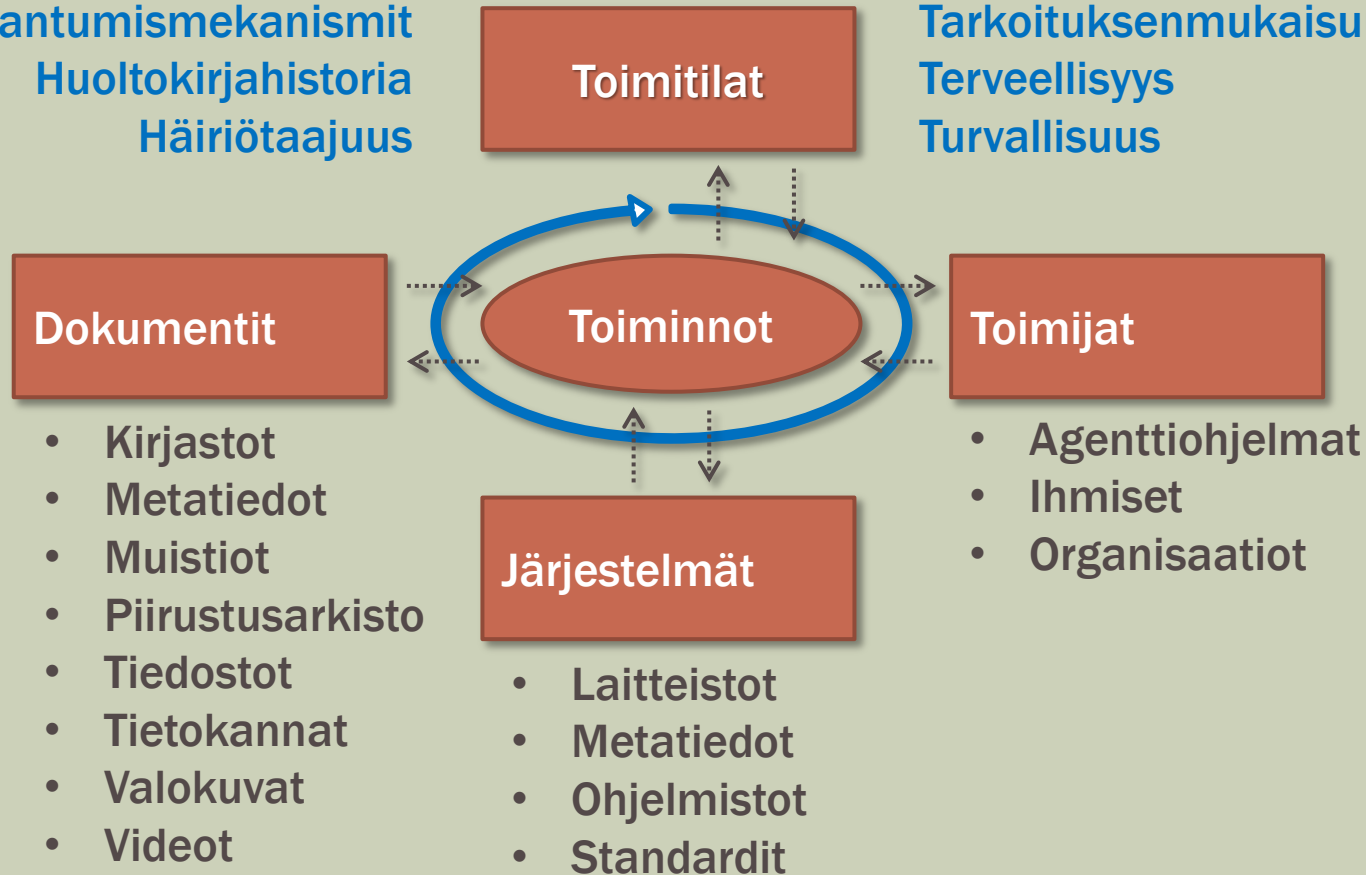 antumismekanismit
Huoltokirjahistoria
Häiriötaajuus
Toimitilat
Tarkoituksenmukaisu
Terveellisyys
Turvallisuus
Dokumentit
Toiminnot
Toimijat
• Kirjastot
• Metatiedot
• Muistiot
• Piirustusarkisto
• Tiedostot
• Tietokannat
• Valokuvat
• Videot
Järjestelmät
• Laitteistot
• Metatiedot
• Ohjelmistot
• Standardit
• Agenttiohjelmat
• Ihmiset
• Organisaatiot